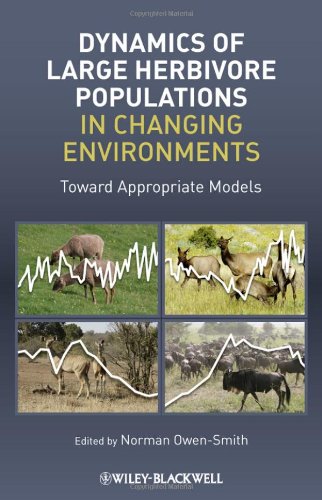 DYNAMICS OF
LARGE HERBIVORE
POPULATIONS
IN CHANGING
ENVIRONMENTS
Toward Appropriate Models
Edited by Norman Owen-Smith
WILEY-BLACKWELL